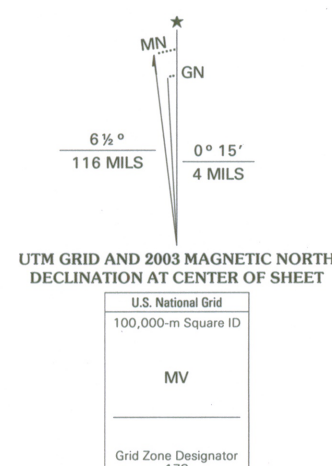 MN
GN
6 ½ °
116 MILS
0° 15′
4 MILS
UTM GRID AND 2003 MAGNETIC NORTH
DECLINATION AT CENTER OF SHEET
U.S. National Grid
100,000-m Square ID
MV
Grid Zone Designator